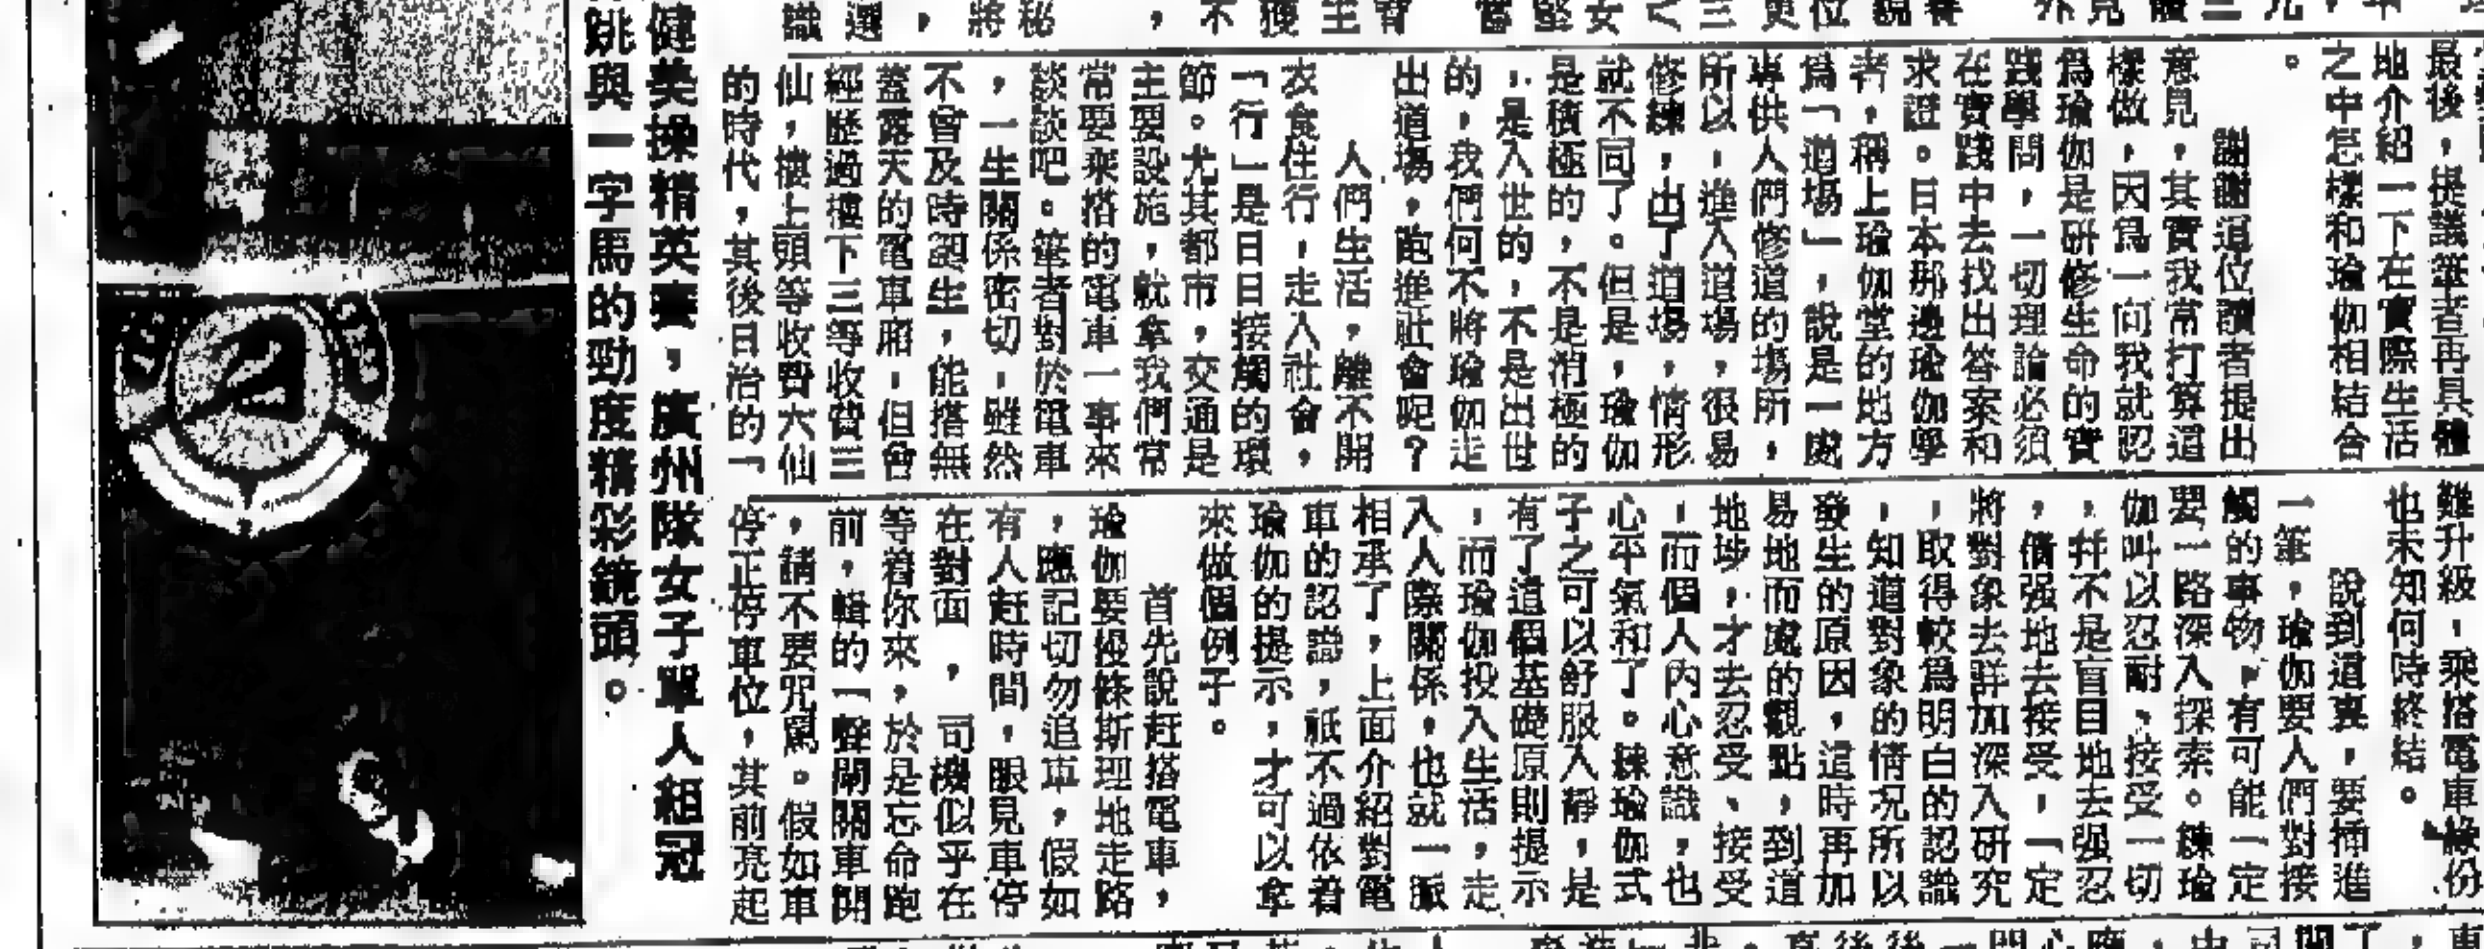 最後，提議筆者再具體
地介紹一下在實際生活
之中怎樣和瑜伽相結合
。
謝謝這位讀者提出
意見，其實我常打算這
樣做，因爲一向我就認
爲瑜伽是研修生命的實
踐學問，一切理論必須
在實踐中去找出答案和
求證。日本那邊瑜伽學
者，稱上瑜伽堂的地方
爲「道場」，說是一處
專供人們修道的場所，
所以，進入道場，很易
修練，出了道場，情形
就不同了。但是，瑜伽
是積極的，不是消極的
，是入世的，不是出世
的，我們何不將瑜伽走
出道場，跑進社會呢？
人們生活，離不開
衣食住行，走入社會，
「行」是日日接觸的環
節。尤其都市，交通是
主要設施，就拿我們常
常要乘搭的電車一事來
談談吧。筆者對於電車
，一生關係密切，雖然
不曾及時誕生，能搭無
蓋露天的電車廂，但曾
經歷過樓下三等收費三
仙，樓上頭等收費六仙
的時代，其後日治的「
難升級，乘搭電車緣份
也未知何時終結。
說到這裏，要插進
一筆，瑜伽要人們對接
觸的事物，有可能一定
要一路深入探索。練瑜
伽叫以忍耐、接受一切
，幷不是盲目地去强忍
，倩强地去接受，一定
將對象去詳加深入研究
，取得較爲明白的認識
，知道對象的情况所以
發生的原因，這時再加
易地而處的觀點，到這
地埗，才去忍受、接受
，而個人內心意識，也
心平氣和了。練瑜伽式
子之可以舒服入靜，是
有了這個基礎原則提示
，而瑜伽投入生活，走
入人際關係，也就一脈
相承了，上面介紹對電
車的認識，祇不過依着
瑜伽的提示，才可以拿
來做個例子。
首先說赶搭電車，
瑜伽要慢條斯理地走路
，應記切勿追車，假如
有人赶時間，眼見車停
在對面，司機似乎在
等着你來，於是忘命跑
前，輯的一聲閘關車開
，請不要咒駡。假如車
停正停車位，其前亮起
健美操精英賽，廣州隊女子單人組冠
姚與一字馬的勁度精彩鏡頭。